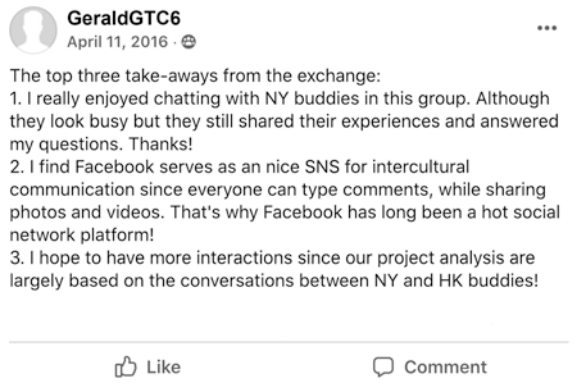 GeraldGTC6
April 11, 2016 ·
The top three take-aways from the exchange:
1. I really enjoyed chatting with NY buddies in this group. Although
they look busy but they still shared their experiences and answered
my questions. Thanks!
2. I find Facebook serves as an nice SNS for intercultural
communication since everyone can type comments, while sharing
photos and videos. That's why Facebook has long been a hot social
network platform!
3. I hope to have more interactions since our project analysis are
largely based on the conversations between NY and HK buddies!
Like
Comment